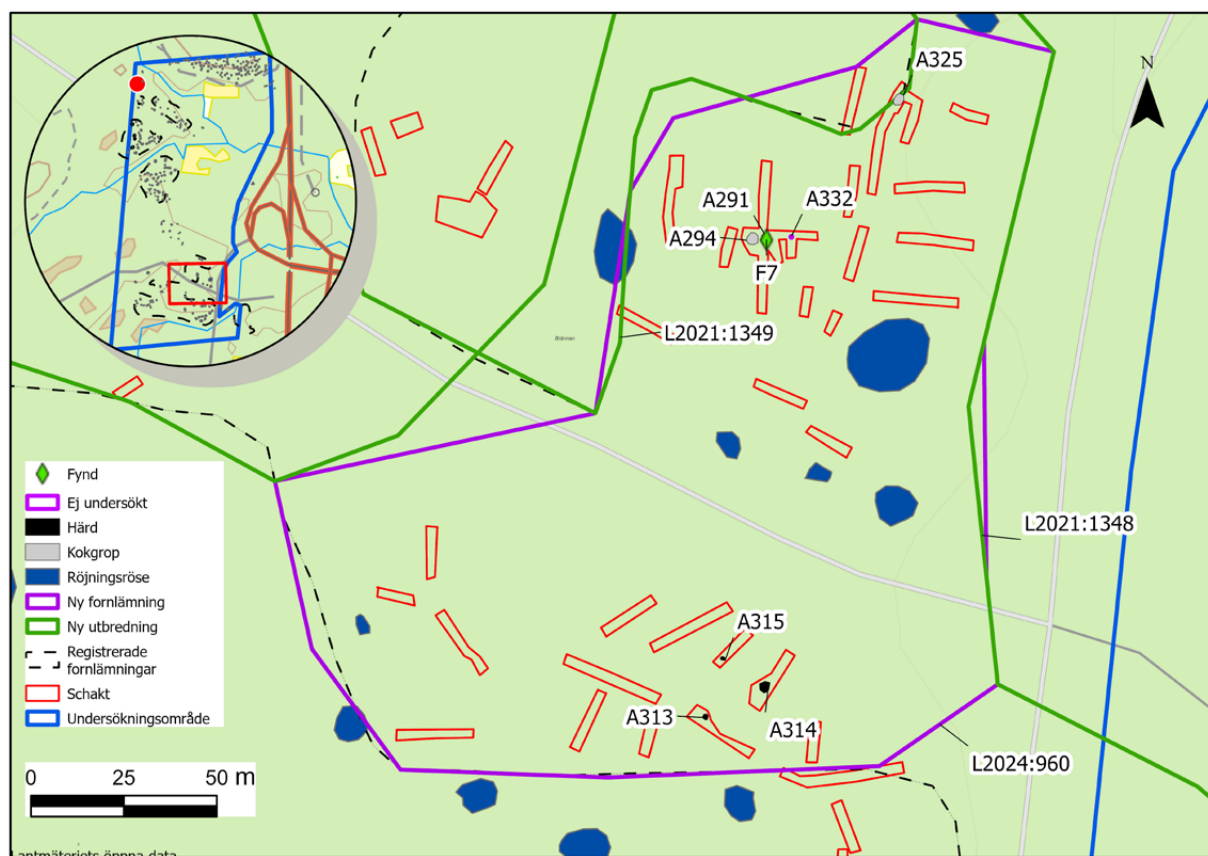 N
A325
A291
A332
A294
F7
L2021:1349
Brännan
L2021:1348
A315
A313
A314
L2024:960
Fynd
Ej undersökt
Härd
Kokgrop
Röjningsröse
Ny fornlämning
Ny utbredning
Registrerade
fornlämningar
Schakt
Undersökningsområde
0 25 50 m
Lantmäteriets öppna data